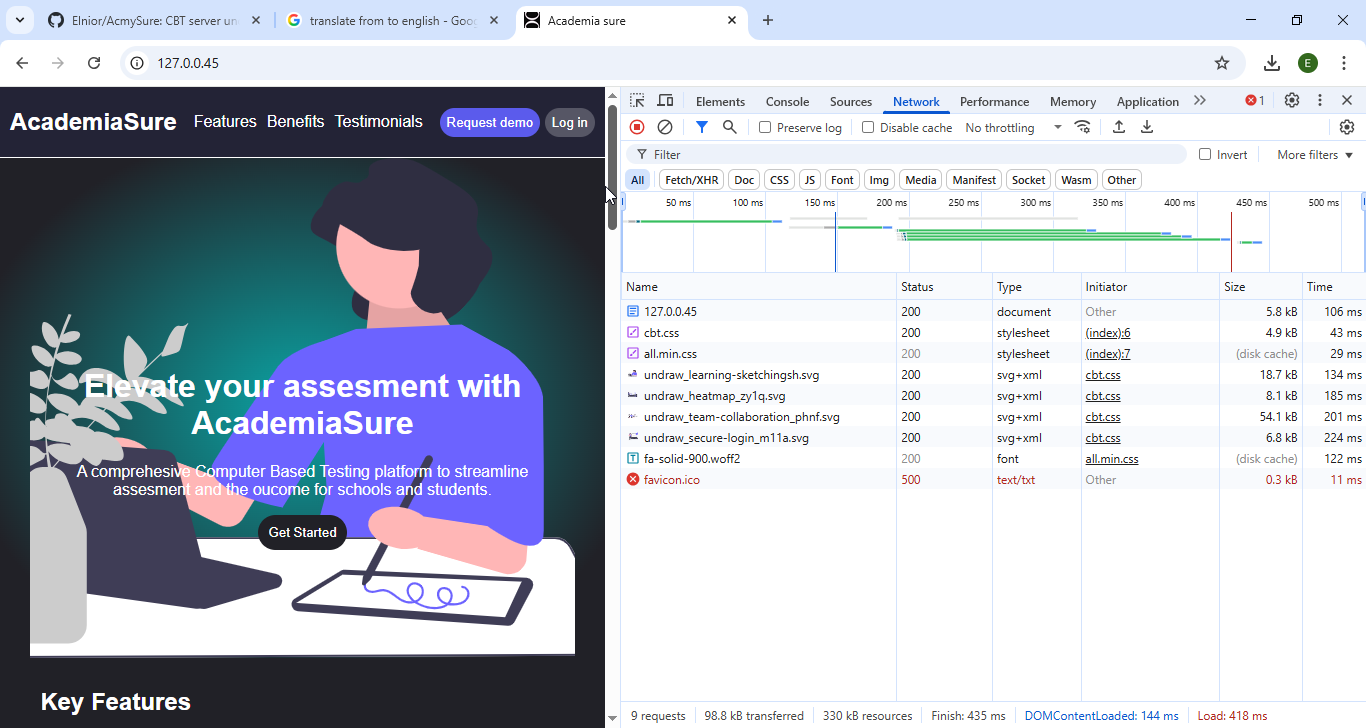 Elnior/AcmySure: CBT server un
translate from to english - Goog
Academia sure
127.0.0.45
E
AcademiaSure
Features
Benefits
Testimonials
Request demo
Log in
Elevate your assesment with
AcademiaSure
A comprehesive Computer Based Testing platform to streamline
assesment and the oucome for schools and students.
Get Started
Key Features
Elements
Console
Sources
Network
Performance
Memory
Application
1
Preserve log
Disable cache
No throttling
Filter
Invert
More filters
All
Fetch/XHR
Doc
CSS
JS
Font
Img
Media
Manifest
Socket
Wasm
Other
50 ms
100 ms
150 ms
200 ms
250 ms
300 ms
350 ms
400 ms
450 ms
500 ms
Name Status Type Initiator Size Time
127.0.0.45 200 document Other 5.8 kB 106 ms
cbt.css 200 stylesheet (index):6 4.9 kB 43 ms
all.min.css 200 stylesheet (index):7 (disk cache) 29 ms
undraw_learning-sketchingsh.svg 200 svg+xml cbt.css 18.7 kB 134 ms
undraw_heatmap_zy1q.svg 200 svg+xml cbt.css 8.1 kB 185 ms
undraw_team-collaboration_phnf.svg 200 svg+xml cbt.css 54.1 kB 201 ms
undraw_secure-login_m11a.svg 200 svg+xml cbt.css 6.8 kB 224 ms
fa-solid-900.woff2 200 font all.min.css (disk cache) 122 ms
favicon.ico 500 text/txt Other 0.3 kB 11 ms
9 requests
98.8 kB transferred
330 kB resources
Finish: 435 ms
DOMContentLoaded: 144 ms
Load: 418 ms